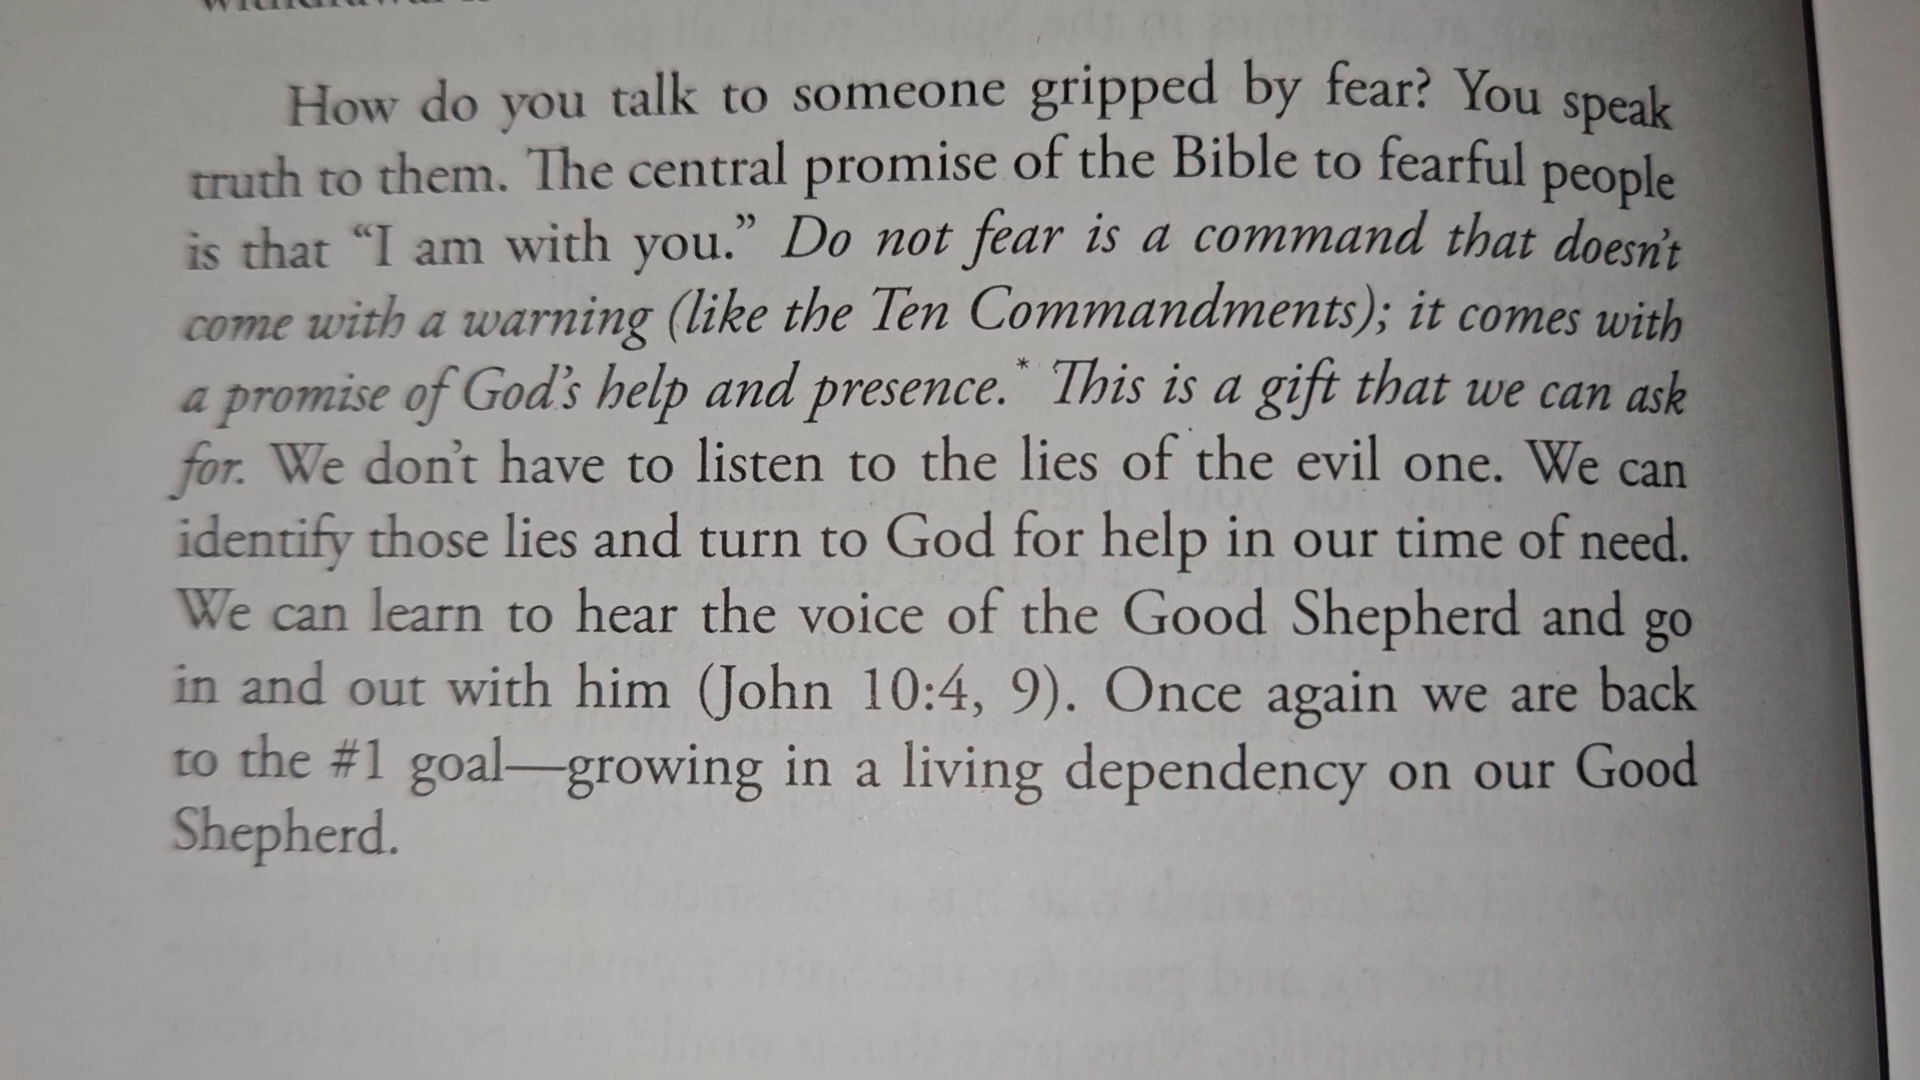 How do you talk to someone gripped by fear? You speak
truth to them. The central promise of the Bible to fearful people
is that “I am with you.” Do not fear is a command that doesn’t
come with a warning (like the Ten Commandments); it comes with
a promise of God’s help and presence.* This is a gift that we can ask
for. We don’t have to listen to the lies of the evil one. We can
identify those lies and turn to God for help in our time of need.
We can learn to hear the voice of the Good Shepherd and go
in and out with him (John 10:4, 9). Once again we are back
to the #1 goal—growing in a living dependency on our Good
Shepherd.